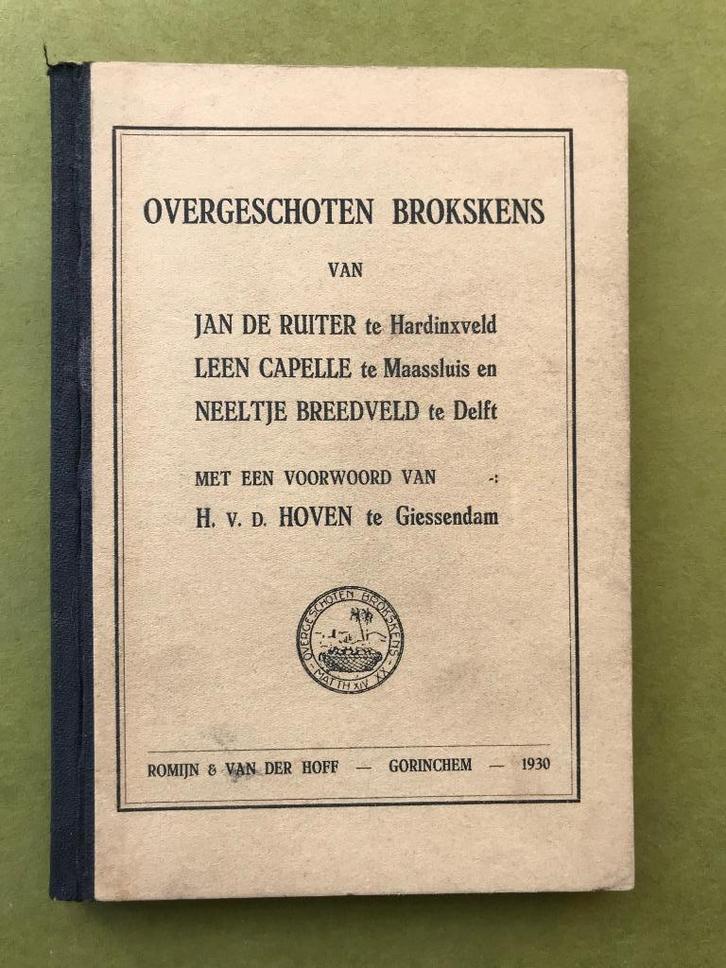 OVERGESCHOTEN BROKSKENS
VAN
JAN DE RUITER te Hardinxveld
LEEN CAPELLE te Maassluis en
NEELTJE BREEDVELD te Delft
MET EEN VOORWOORD VAN -:
H. V. D. HOVEN te Giessendam
OVERGESCHOTEN BROKSKENS
- MATTH XIV XX -
ROMIJN & VAN DER HOFF — GORINCHEM — 1930